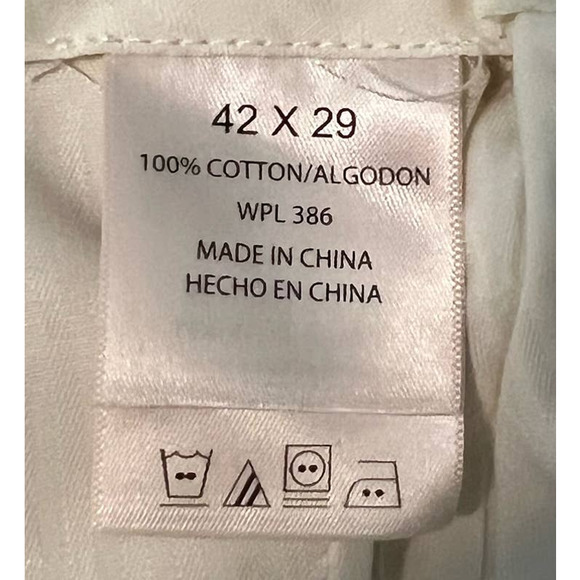 42 X 29
100% COTTON/ALGODON
WPL 386
MADE IN CHINA
HECHO EN CHINA